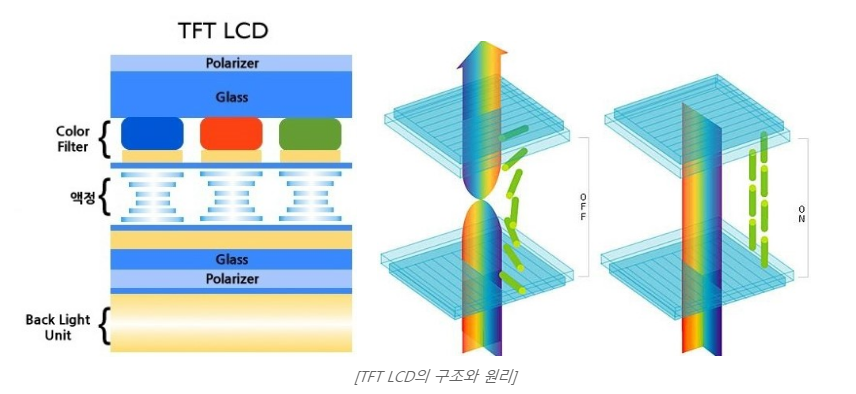 TFT LCD
Polarizer
Glass
Color
Filter
액정
Glass
Polarizer
Back Light
Unit
OFF
ON
[TFT LCD의 구조와 원리]